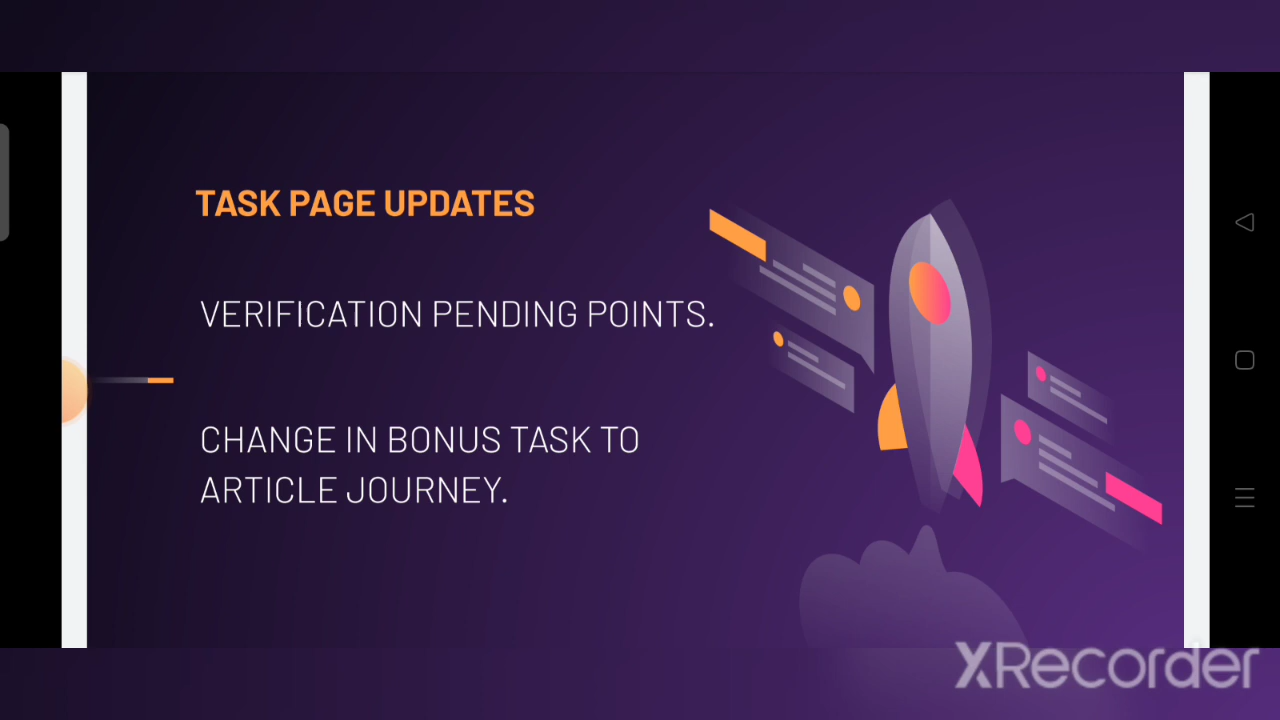 TASK PAGE UPDATES
VERIFICATION PENDING POINTS.
CHANGE IN BONUS TASK TO
ARTICLE JOURNEY.
XRecorder